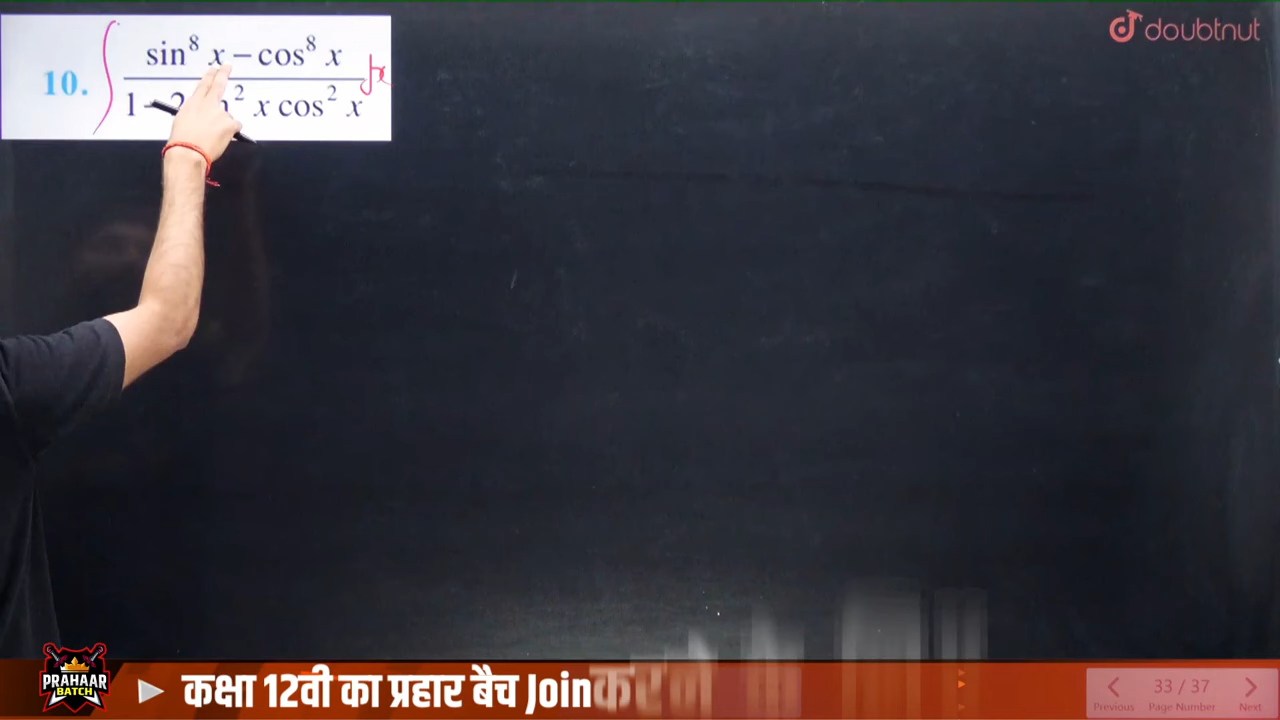 doubtnut
10. ∫ sin⁸ x − cos⁸ x dx
1 − 2 x cos² x
PRAHAAR
BATCH
कक्षा 12वी का प्रहार बैच Join करने
33 / 37
Previous Page Number Next